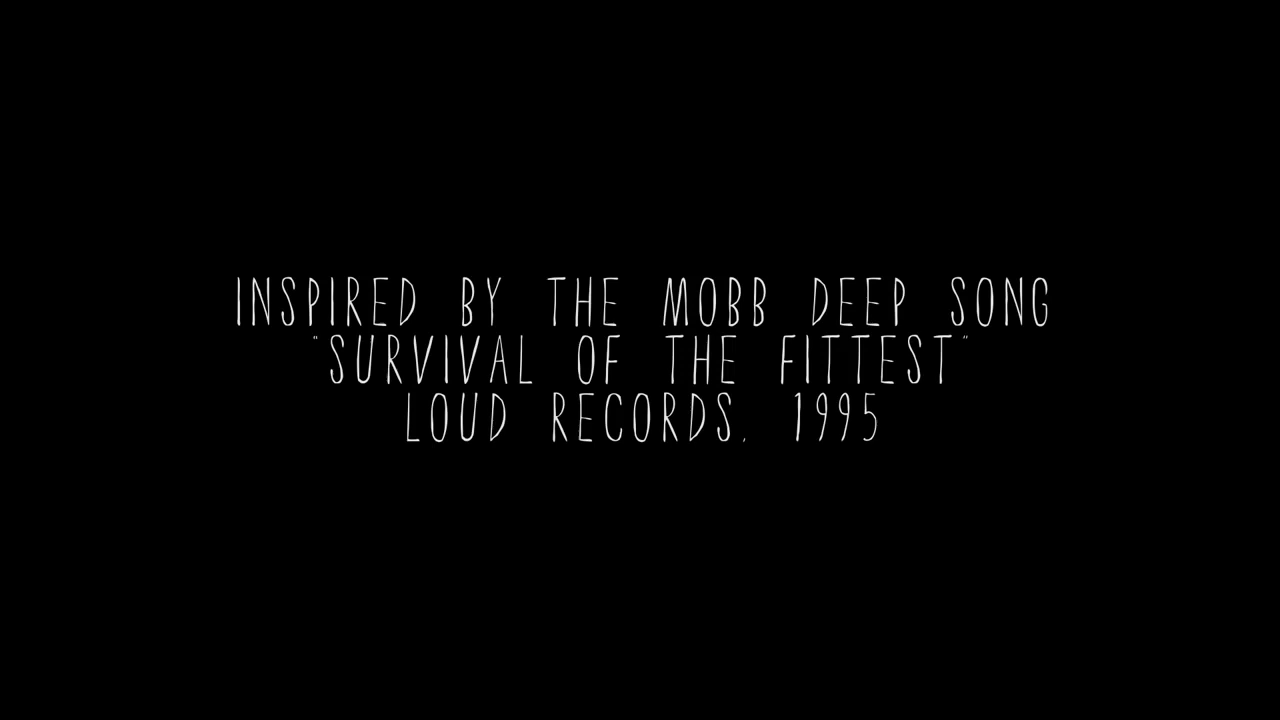 INSPIRED BY THE MOBB DEEP SONG
"SURVIVAL OF THE FITTEST"
LOUD RECORDS, 1995